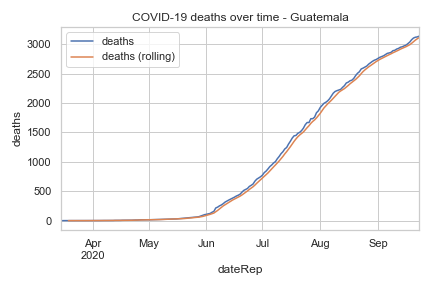 COVID-19 deaths over time - Guatemala
deaths
deaths (rolling)
3000
2500
2000
1500
1000
500
0
deaths
Apr
2020
May
Jun
Jul
Aug
Sep
dateRep